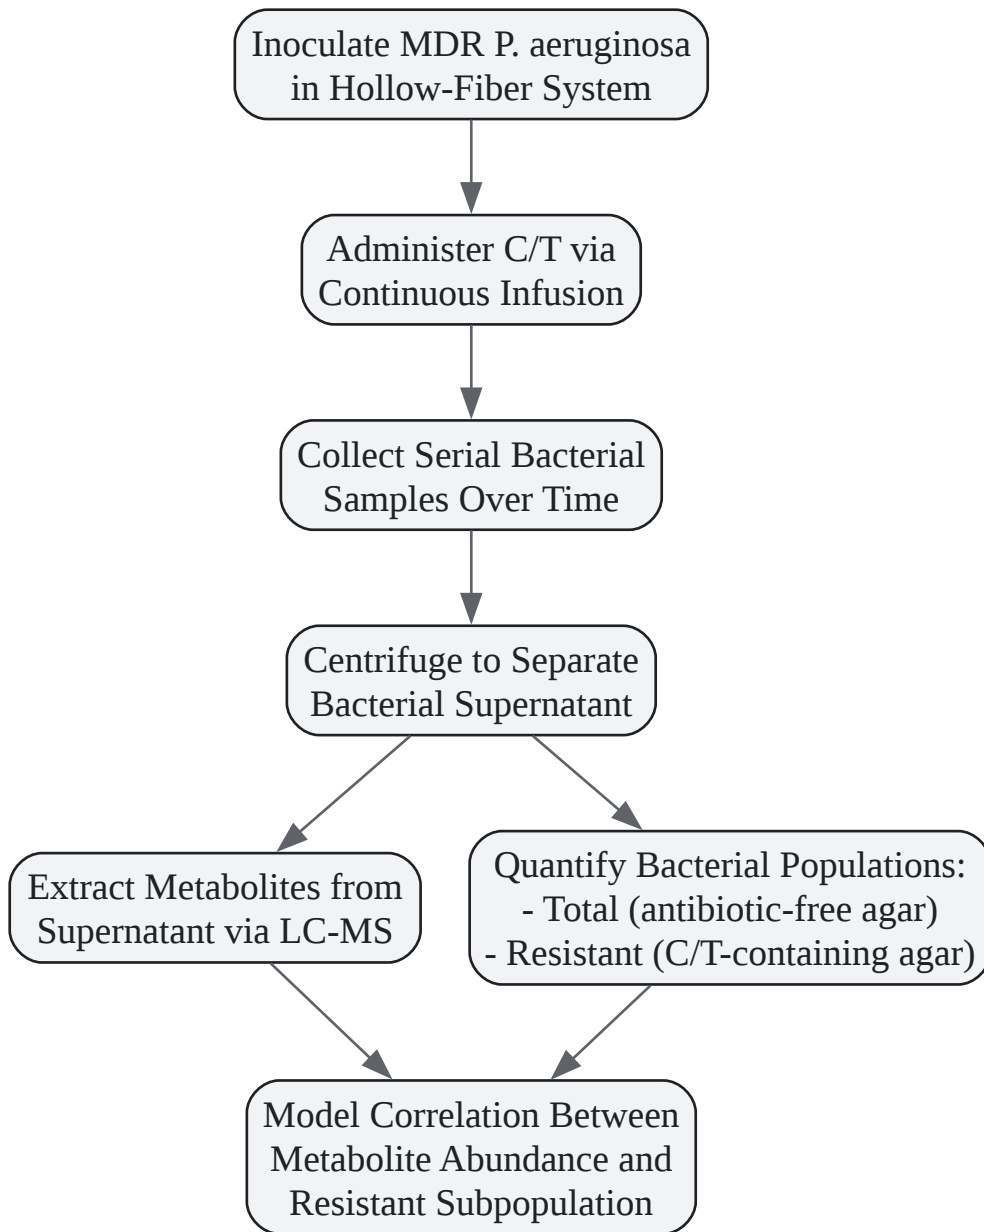 Inoculate MDR P. aeruginosa
in Hollow-Fiber System
Administer C/T via
Continuous Infusion
Collect Serial Bacterial
Samples Over Time
Centrifuge to Separate
Bacterial Supernatant
Extract Metabolites from
Supernatant via LC-MS
Quantify Bacterial Populations:
- Total (antibiotic-free agar)
- Resistant (C/T-containing agar)
Model Correlation Between
Metabolite Abundance and
Resistant Subpopulation